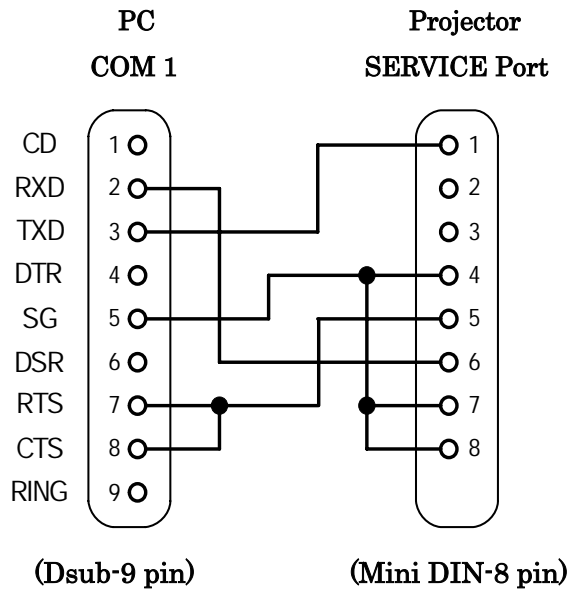 PC Projector
COM 1 SERVICE Port
CD 1 1
RXD 2 2
TXD 3 3
DTR 4 4
SG 5 5
DSR 6 6
RTS 7 7
CTS 8 8
RING 9
(Dsub-9 pin) (Mini DIN-8 pin)